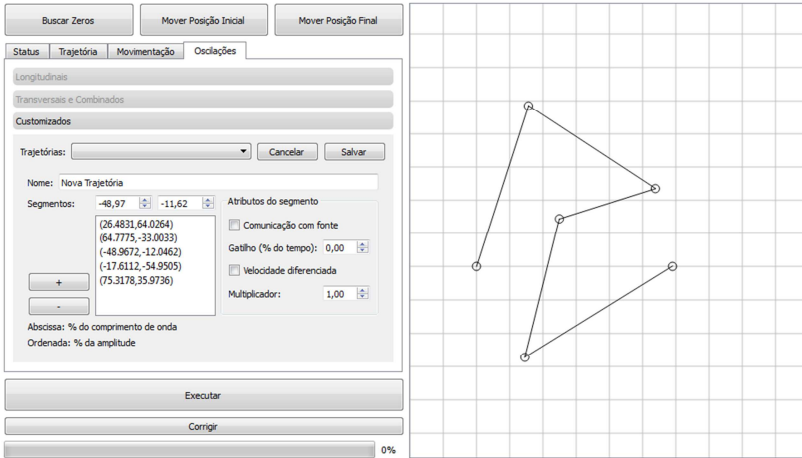 Buscar Zeros
Mover Posição Inicial
Mover Posição Final
Status
Trajetória
Movimentação
Oscilações
Longitudinais
Transversais e Combinados
Customizados
Trajetórias:
Cancelar
Salvar
Nome: Nova Trajetória
Segmentos: -48,97 -11,62
(26.4831,64.0264)
(64.7775,-33.0033)
(-48.9672,-12.0462)
(-17.6112,-54.9505)
(75.3178,35.9736)
+
-
Atributos do segmento
Comunicação com fonte
Gatilho (% do tempo): 0,00
Velocidade diferenciada
Multiplicador: 1,00
Abscissa: % do comprimento de onda
Ordenada: % da amplitude
Executar
Corrigir
0%